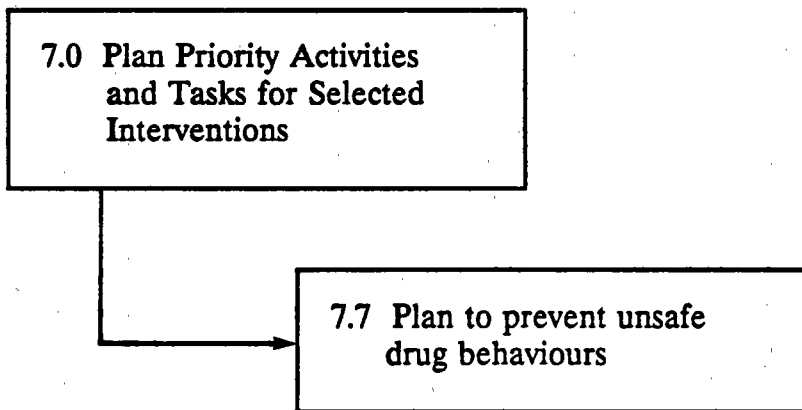 7.0 Plan Priority Activities
and Tasks for Selected
Interventions
7.7 Plan to prevent unsafe
drug behaviours